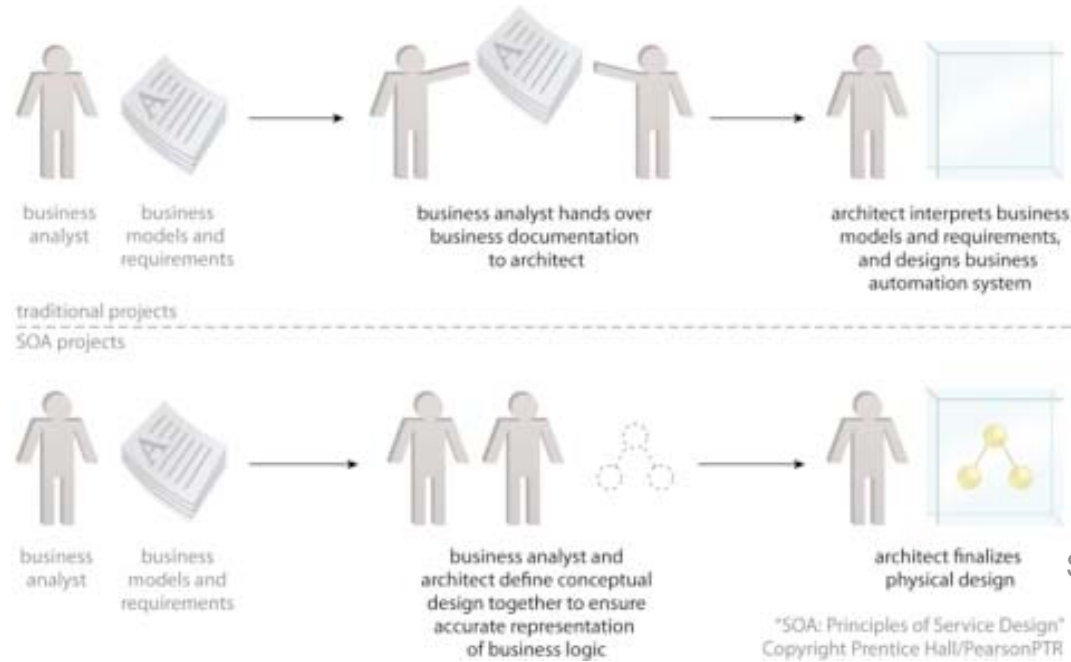 business
analyst
business
models and
requirements
business analyst hands over
business documentation
to architect
architect interprets business
models and requirements,
and designs business
automation system
traditional projects
SOA projects
business
analyst
business
models and
requirements
business analyst and
architect define conceptual
design together to ensure
accurate representation
of business logic
architect finalizes
physical design
"SOA: Principles of Service Design"
Copyright Prentice Hall/PearsonPTR